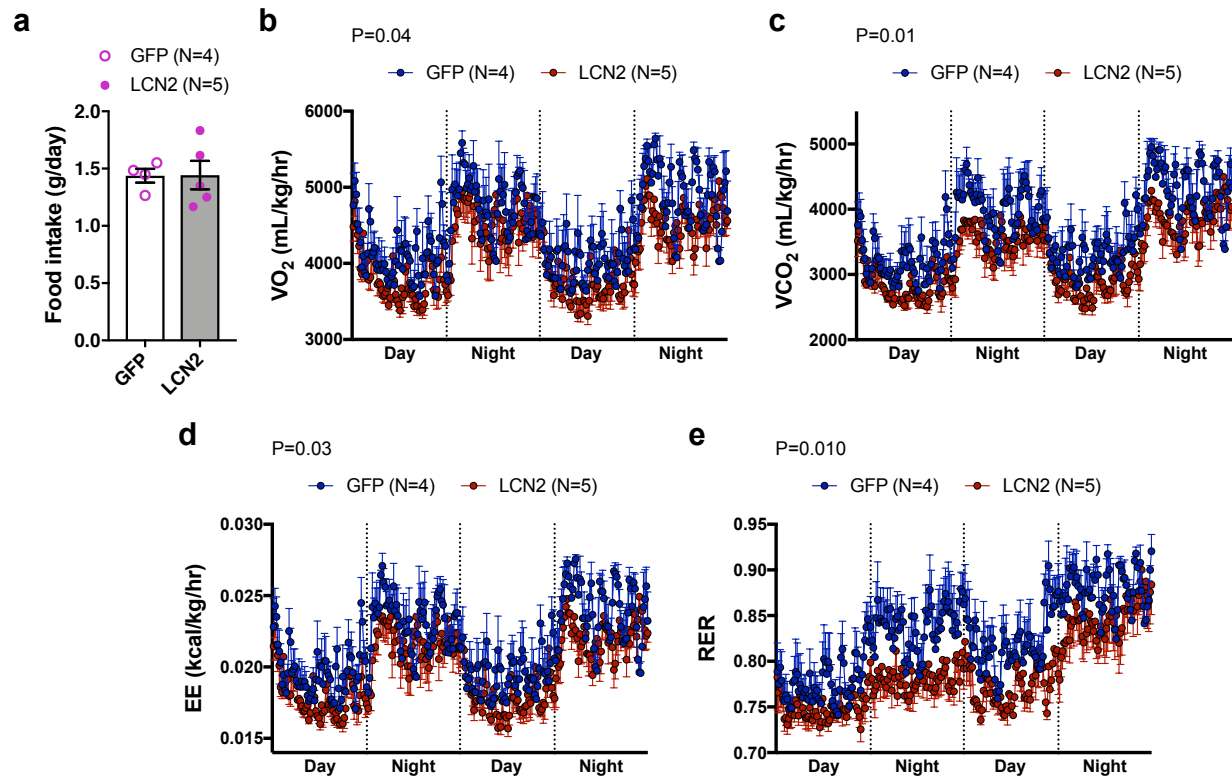 a
GFP (N=4)
LCN2 (N=5)
Food intake (g/day)
2.0
1.5
1.0
0.5
0.0
GFP
LCN2
b
P=0.04
GFP (N=4) LCN2 (N=5)
VO2 (mL/kg/hr)
6000
5000
4000
3000
Day Night Day Night
c
P=0.01
GFP (N=4) LCN2 (N=5)
VCO2 (mL/kg/hr)
5000
4000
3000
2000
Day Night Day Night
d
P=0.03
GFP (N=4) LCN2 (N=5)
EE (kcal/kg/hr)
0.030
0.025
0.020
0.015
Day Night Day Night
e
P=0.010
GFP (N=4) LCN2 (N=5)
RER
0.95
0.90
0.85
0.80
0.75
0.70
Day Night Day Night